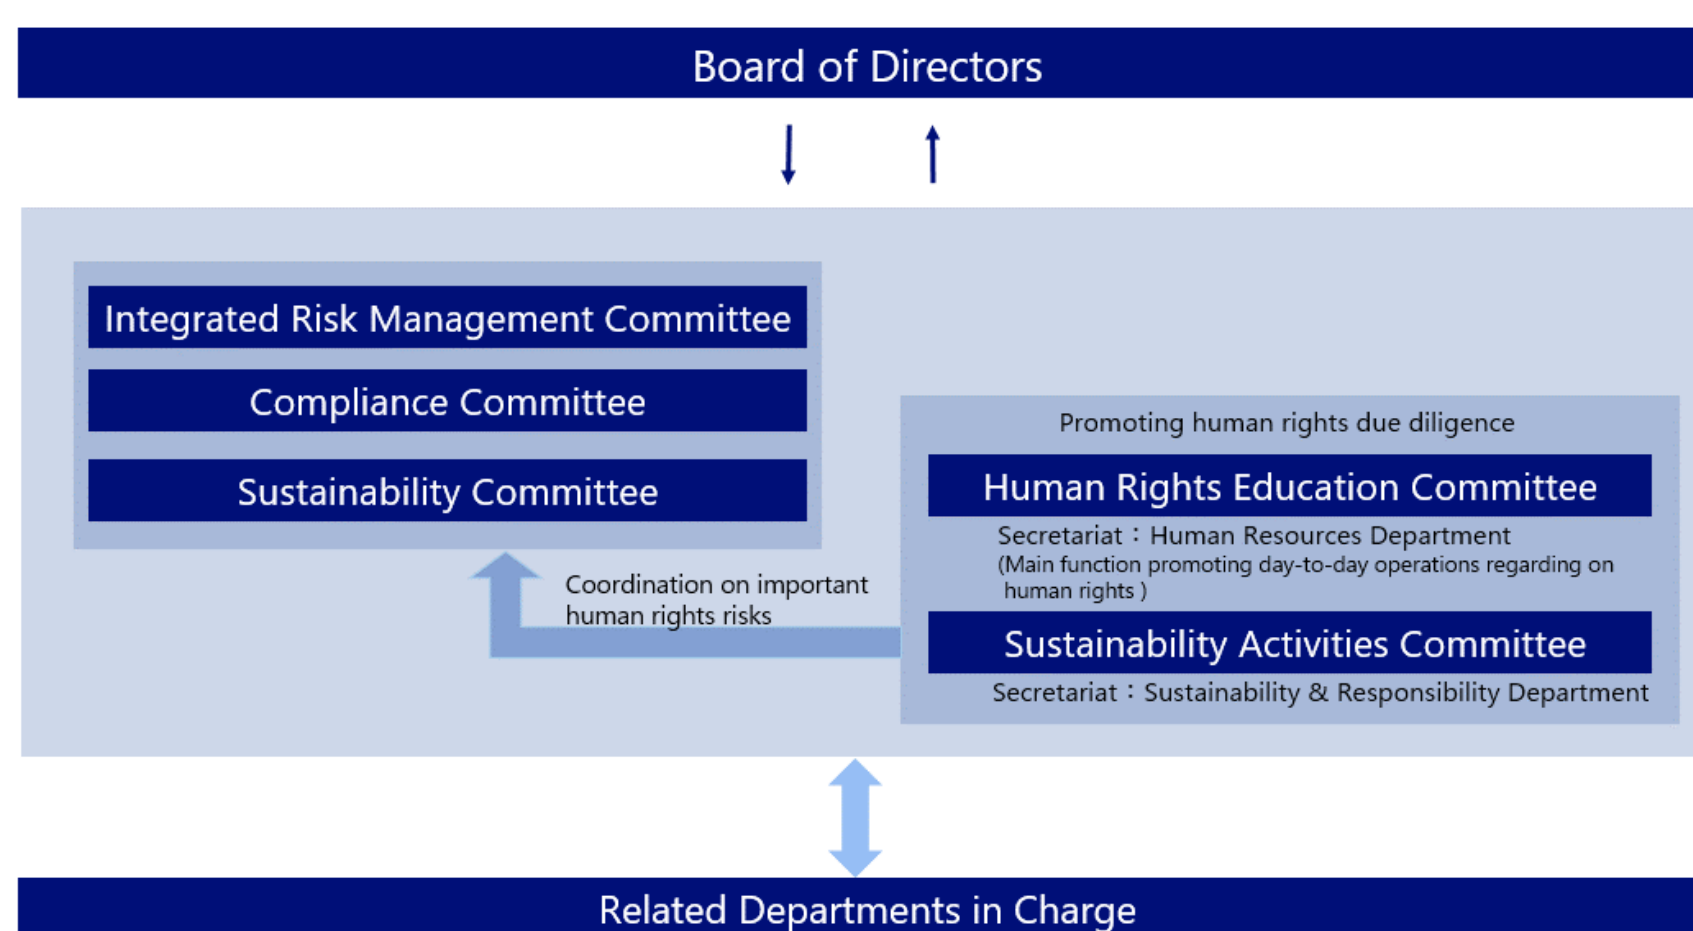 Board of Directors
Integrated Risk Management Committee
Compliance Committee
Sustainability Committee
Coordination on important
human rights risks
Promoting human rights due diligence
Human Rights Education Committee
Secretariat：Human Resources Department
(Main function promoting day-to-day operations regarding on
human rights )
Sustainability Activities Committee
Secretariat：Sustainability & Responsibility Department
Related Departments in Charge